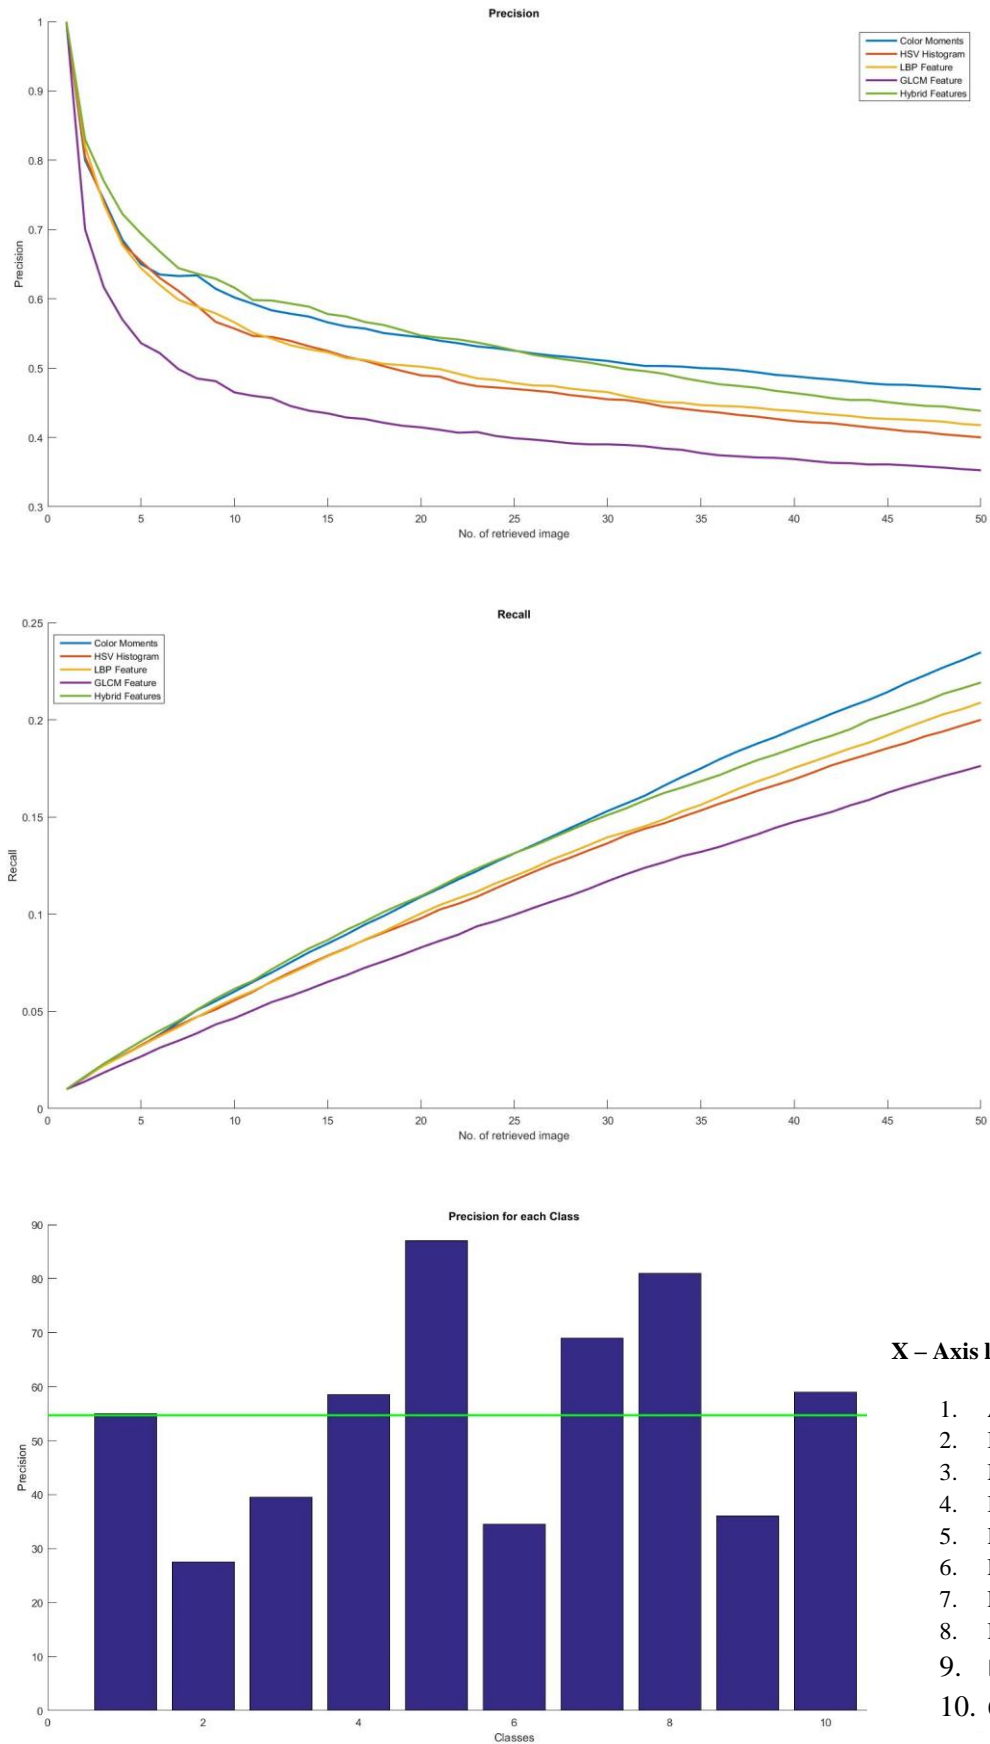 Precision
1
0.9
0.8
0.7
0.6
0.5
0.4
0.3
Precision
Color Moments
HSV Histogram
LBP Feature
GLCM Feature
Hybrid Features
0 5 10 15 20 25 30 35 40 45 50
No. of retrieved image
Recall
0.25
0.2
0.15
0.1
0.05
0
Recall
Color Moments
HSV Histogram
LBP Feature
GLCM Feature
Hybrid Features
0 5 10 15 20 25 30 35 40 45 50
No. of retrieved image
Precision for each Class
90
80
70
60
50
40
30
20
10
0
Precision
0 2 4 6 8 10
Classes
X – Axis
1.
2.
3.
4.
5.
6.
7.
8.
9.
10.